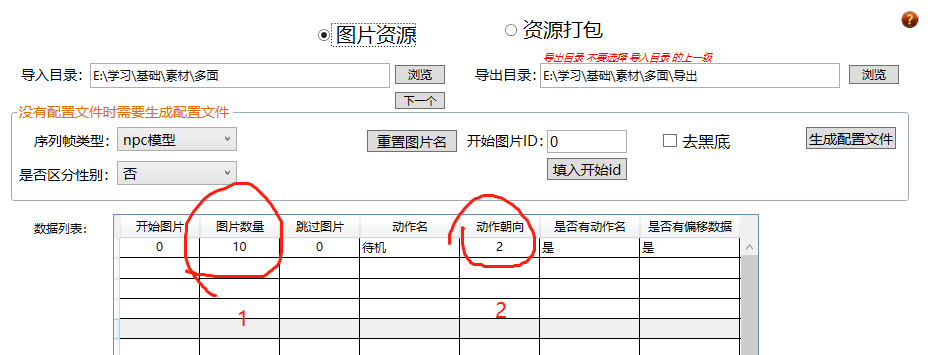 图片资源 资源打包
?
导出目录 不要选择 导入目录 的上一级
导入目录: E:\学习\基础\素材\多面 浏览 导出目录: E:\学习\基础\素材\多面\导出 浏览
下一个
没有配置文件时需要生成配置文件
序列帧类型: npc模型 重置图片名 开始图片ID: 0 去黑底 生成配置文件
是否区分性别: 否 填入开始id
数据列表: 开始图片 图片数量 跳过图片 动作名 动作朝向 是否有动作名 是否有偏移数据
0 10 0 待机 2 是 是
1 2